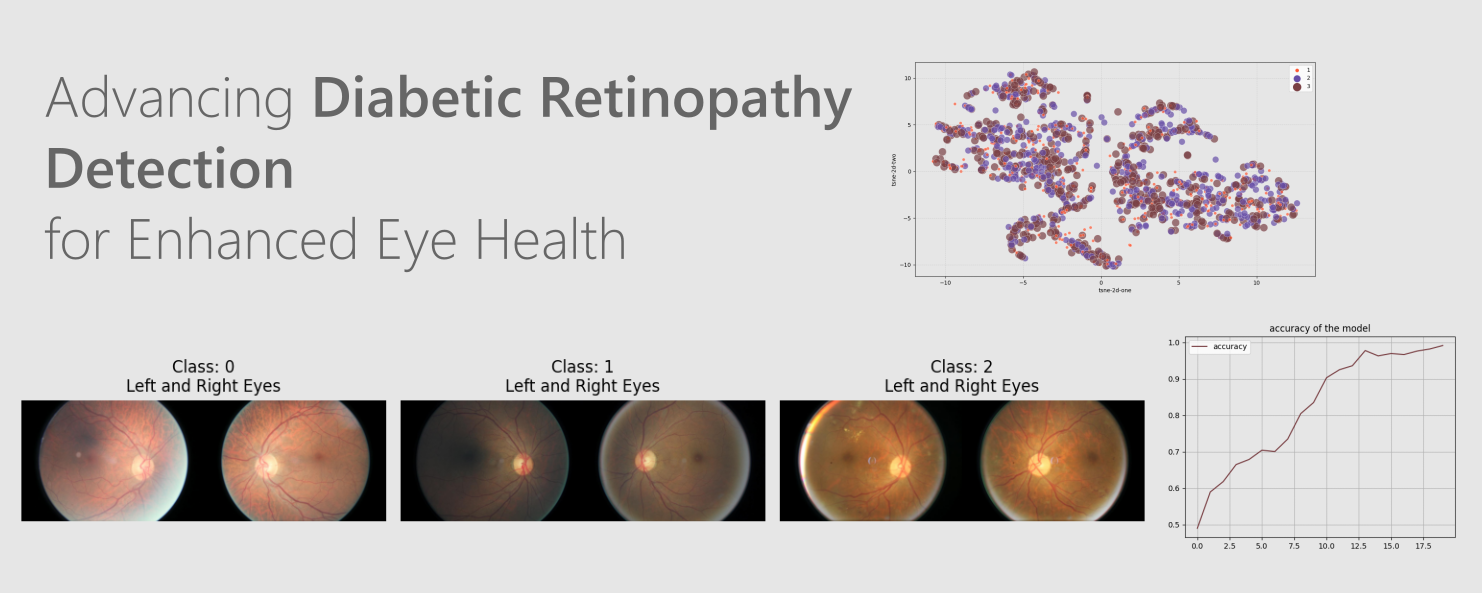 Advancing Diabetic Retinopathy
Detection
for Enhanced Eye Health
1
2
3
10
5
0
−5
−10
tsne-2d-two
−10
−5
0
5
10
tsne-2d-one
Class: 0
Left and Right Eyes
Class: 1
Left and Right Eyes
Class: 2
Left and Right Eyes
accuracy of the model
accuracy
1.0
0.9
0.8
0.7
0.6
0.5
0.0
2.5
5.0
7.5
10.0
12.5
15.0
17.5